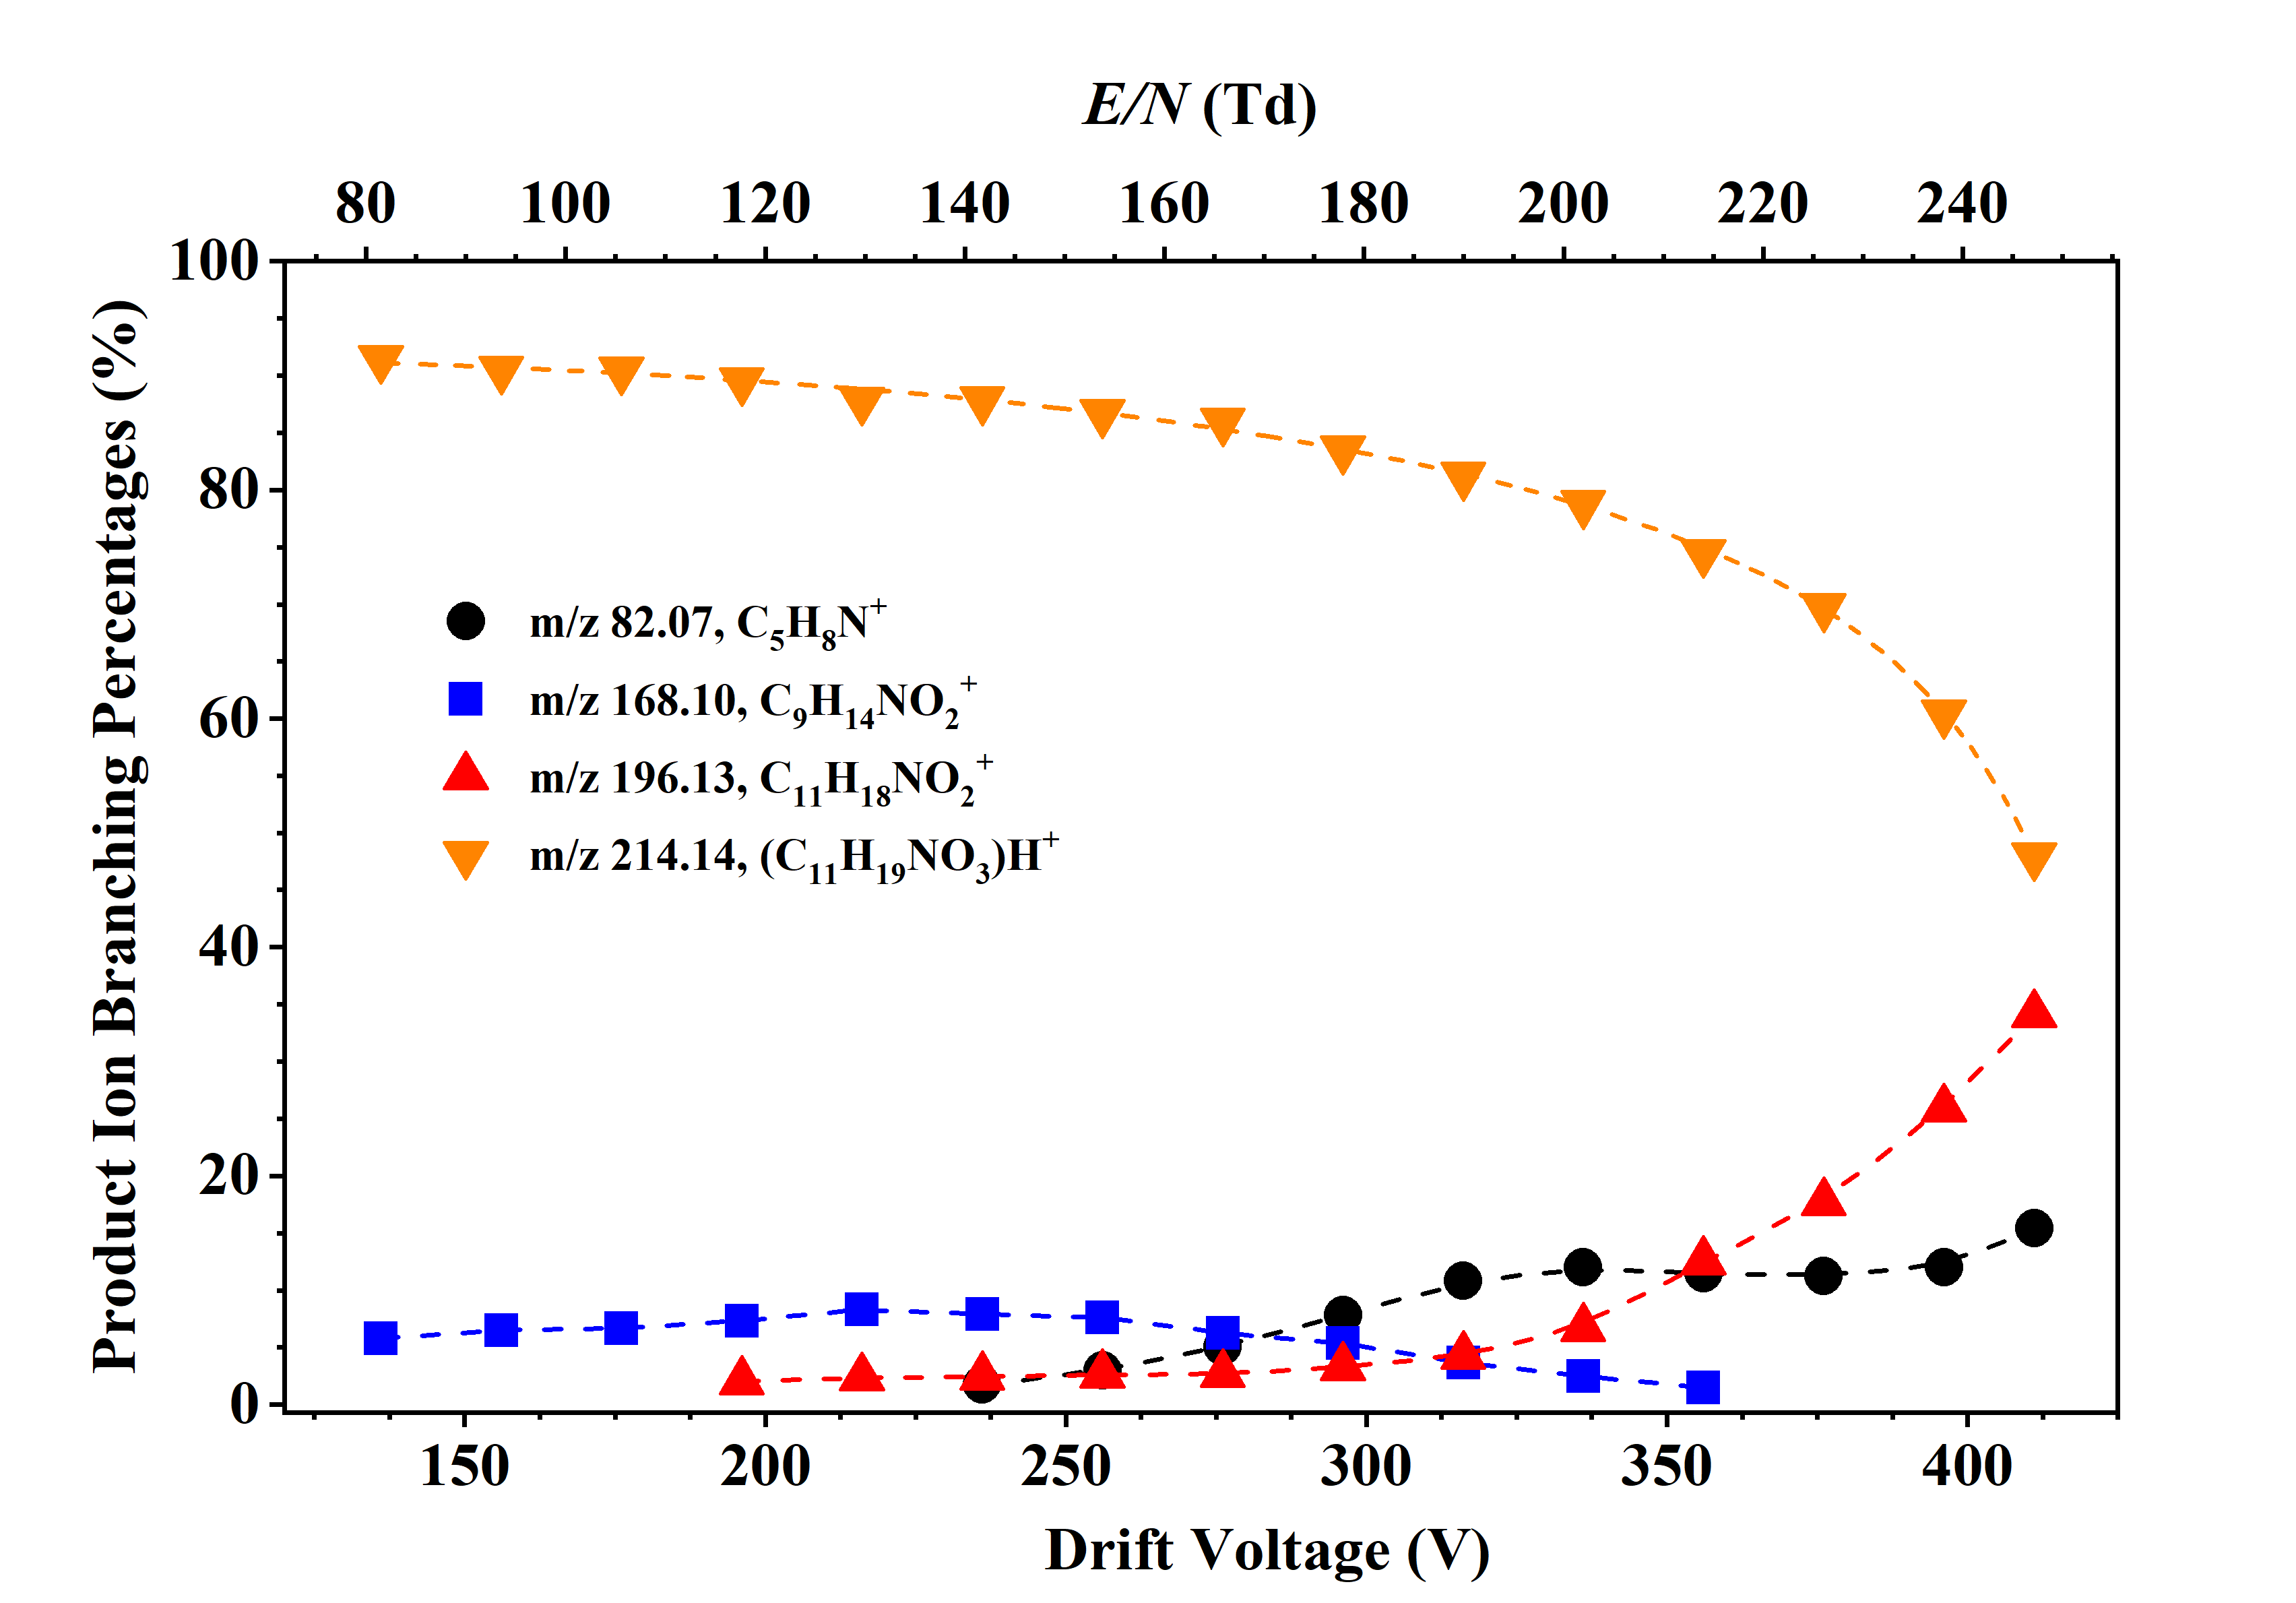 E/N (Td)
80 100 120 140 160 180 200 220 240
Product Ion Branching Percentages (%)
100
80
60
40
20
0
m/z 82.07, C₅H₈N⁺
m/z 168.10, C₉H₁₄NO₂⁺
m/z 196.13, C₁₁H₁₈NO₂⁺
m/z 214.14, (C₁₁H₁₉NO₃)H⁺
150 200 250 300 350 400
Drift Voltage (V)